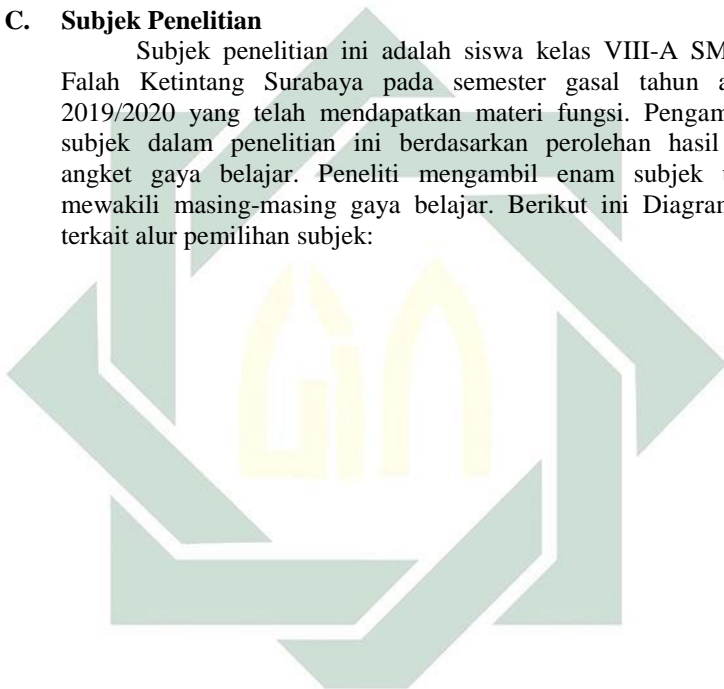 C. Subjek Penelitian
Subjek penelitian ini adalah siswa kelas VIII-A
Falah Ketintang Surabaya pada semester gasal tahun
2019/2020 yang telah mendapatkan materi fungsi.
subjek dalam penelitian ini berdasarkan perolehan hasil
angket gaya belajar. Peneliti mengambil enam subjek
mewakili masing-masing gaya belajar. Berikut ini
terkait alur pemilihan subjek: